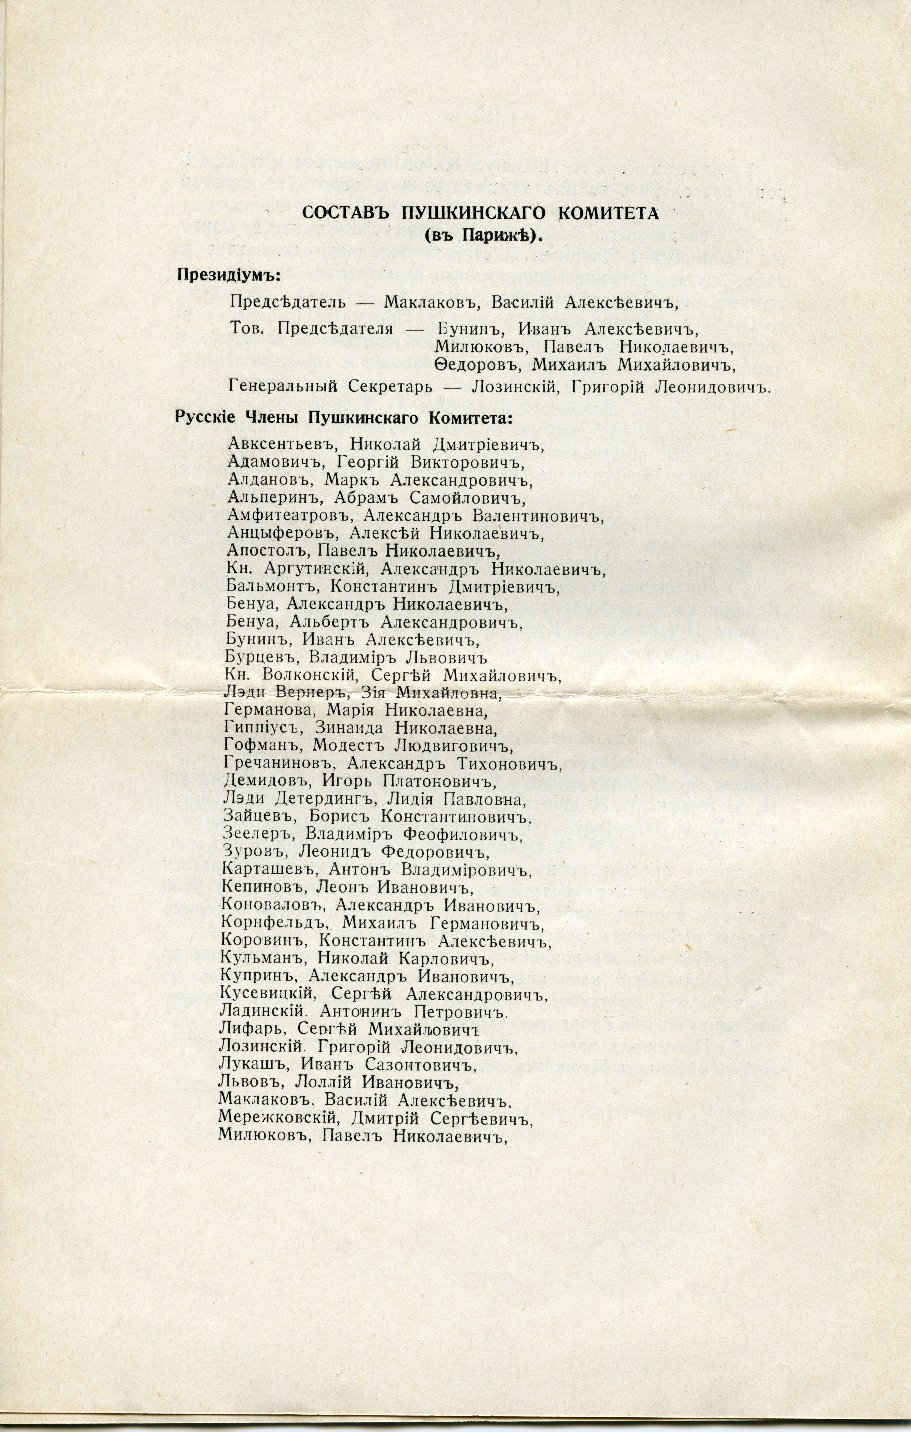 СОСТАВЪ ПУШКИНСКАГО КОМИТЕТА
(въ Парижѣ).
Президіумъ:
Предсѣдатель — Маклаковъ, Василій Алексѣевичъ,
Тов. Предсѣдателя — Бунинъ, Иванъ Алексѣевичъ,
Милюковъ, Павелъ Николаевичъ,
Ѳедоровъ, Михаилъ Михайловичъ,
Генеральный Секретарь — Лозинскій, Григорій Леонидовичъ.
Русскіе Члены Пушкинскаго Комитета:
Авксентьевъ, Николай Дмитріевичъ,
Адамовичъ, Георгій Викторовичъ,
Алдановъ, Маркъ Александровичъ,
Альперинъ, Абрамъ Самойловичъ,
Амфитеатровъ, Александръ Валентиновичъ,
Анцыферовъ, Алексѣй Николаевичъ,
Апостолъ, Павелъ Николаевичъ,
Кн. Аргутинскій, Александръ Николаевичъ,
Бальмонтъ, Константинъ Дмитріевичъ,
Бенуа, Александръ Николаевичъ,
Бенуа, Альбертъ Александровичъ,
Бунинъ, Иванъ Алексѣевичъ,
Бурцевъ, Владиміръ Львовичъ
Кн. Волконскій, Сергѣй Михайловичъ,
Лэди Вернеръ, Зія Михайловна,
Германова, Марія Николаевна,
Гиппіусъ, Зинаида Николаевна,
Гофманъ, Модестъ Людвиговичъ,
Гречаниновъ, Александръ Тихоновичъ,
Демидовъ, Игорь Платоновичъ,
Лэди Детердингъ, Лидія Павловна,
Зайцевъ, Борисъ Константиновичъ,
Зеелеръ, Владиміръ Феофиловичъ,
Зуровъ, Леонидъ Федоровичъ,
Карташевъ, Антонъ Владиміровичъ,
Кепиновъ, Леонъ Ивановичъ,
Коноваловъ, Александръ Ивановичъ,
Корнфельдъ, Михаилъ Германовичъ,
Коровинъ, Константинъ Алексѣевичъ,
Кульманъ, Николай Карловичъ,
Купринъ, Александръ Ивановичъ,
Кусевицкій, Сергѣй Александровичъ,
Ладинскій. Антонинъ Петровичъ.
Лифарь, Сергѣй Михайловичъ
Лозинскій. Григорій Леонидовичъ,
Лукашъ, Иванъ Сазонтовичъ,
Львовъ, Лоллій Ивановичъ,
Маклаковъ. Василій Алексѣевичъ.
Мережковскій, Дмитрій Сергѣевичъ,
Милюковъ, Павелъ Николаевичъ,